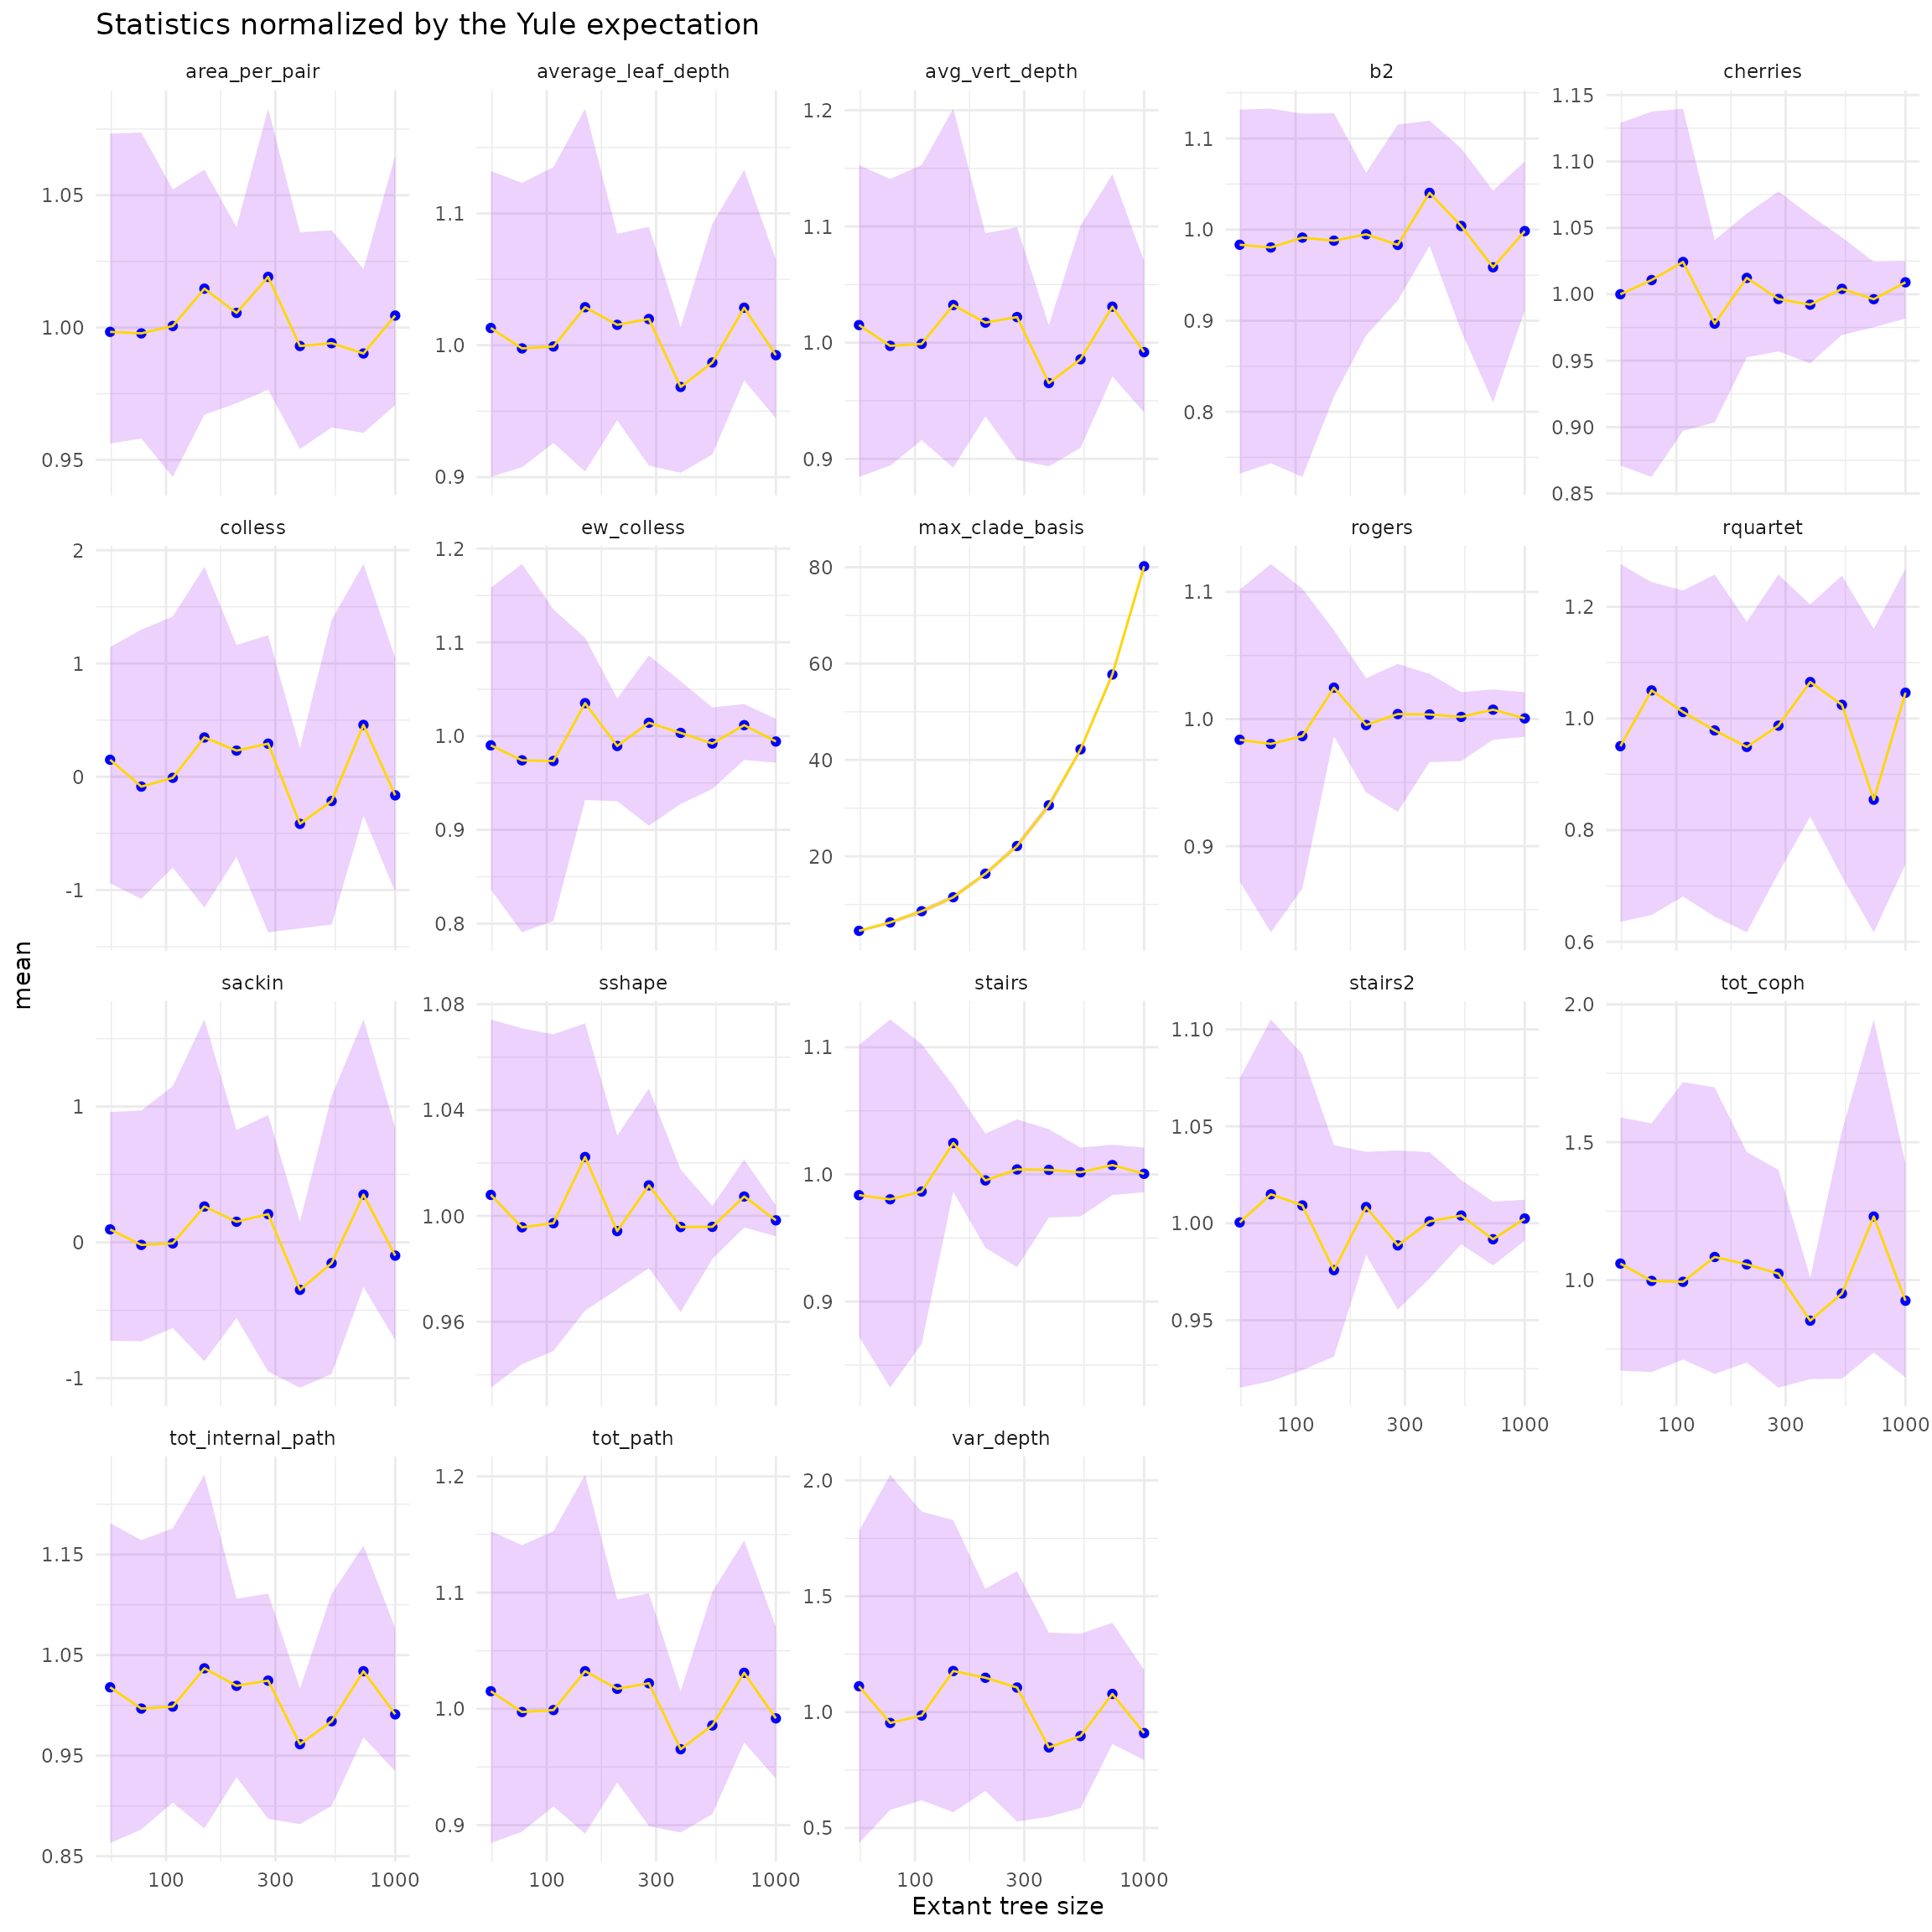 Statistics normalized by the Yule expectation
area_per_pair average_leaf_depth avg_vert_depth b2 cherries
1.05 1.00 0.95
1.1 1.0 0.9
1.2 1.1 1.0 0.9
1.1 1.0 0.9 0.8
1.15 1.10 1.05 1.00 0.95 0.90 0.85
colless ew_colless max_clade_basis rogers rquartet
2 1 0 -1
1.2 1.1 1.0 0.9 0.8
80 60 40 20
1.1 1.0 0.9
1.2 1.0 0.8 0.6
mean
sackin sshape stairs stairs2 tot_coph
1 0 -1
1.08 1.04 1.00 0.96
1.1 1.0 0.9
1.10 1.05 1.00 0.95
2.0 1.5 1.0
100 300 1000 100 300 1000
tot_internal_path tot_path var_depth
1.15 1.05 0.95 0.85
1.2 1.1 1.0 0.9
2.0 1.5 1.0 0.5
100 300 1000 100 300 1000 100 300 1000
Extant tree size